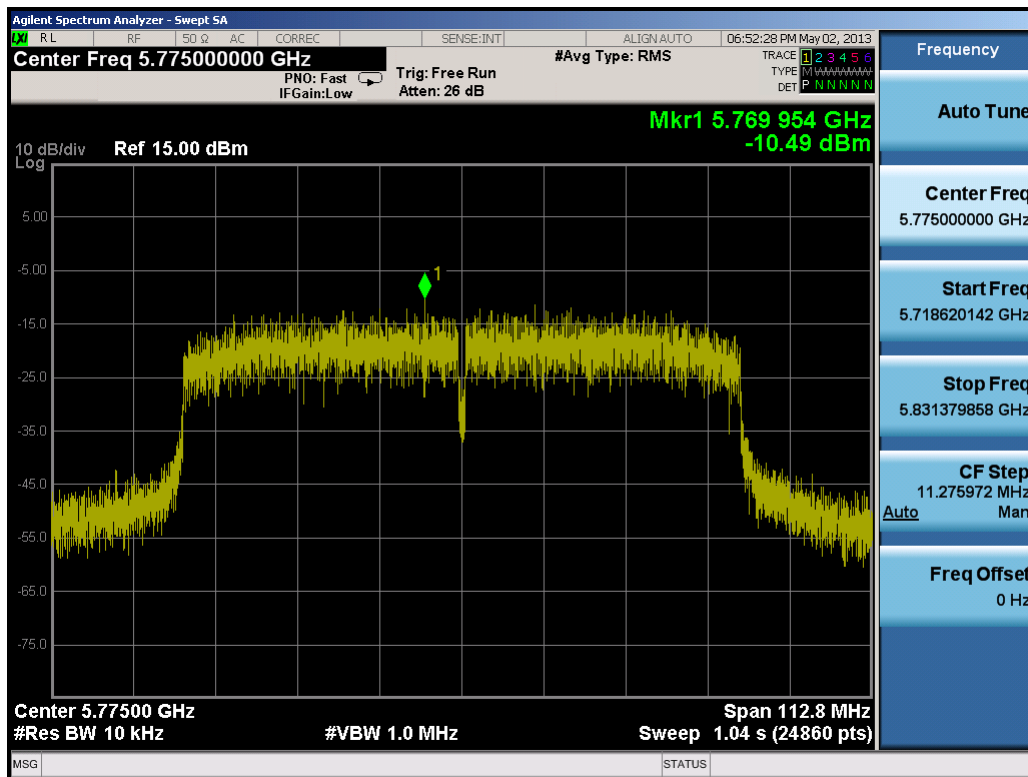 Agilent Spectrum Analyzer - Swept SA
LXI RL RF 50 Ω AC CORREC SENSE:INT ALIGNAUTO 06:52:28 PM May 02, 2013
Center Freq 5.775000000 GHz
PNO: Fast
IFGain:Low
Trig: Free Run
Atten: 26 dB
#Avg Type: RMS
TRACE 1 2 3 4 5 6
TYPE M WWWWW
DET P N N N N N
Mkr1 5.769 954 GHz
-10.49 dBm
10 dB/div Ref 15.00 dBm
Log
5.00
-5.00
-15.0
-25.0
-35.0
-45.0
-55.0
-65.0
-75.0
1
Center 5.77500 GHz Span 112.8 MHz
#Res BW 10 kHz #VBW 1.0 MHz Sweep 1.04 s (24860 pts)
MSG STATUS
Frequency
Auto Tune
Center Freq
5.775000000 GHz
Start Freq
5.718620142 GHz
Stop Freq
5.831379858 GHz
CF Step
11.275972 MHz
Auto Man
Freq Offset
0 Hz